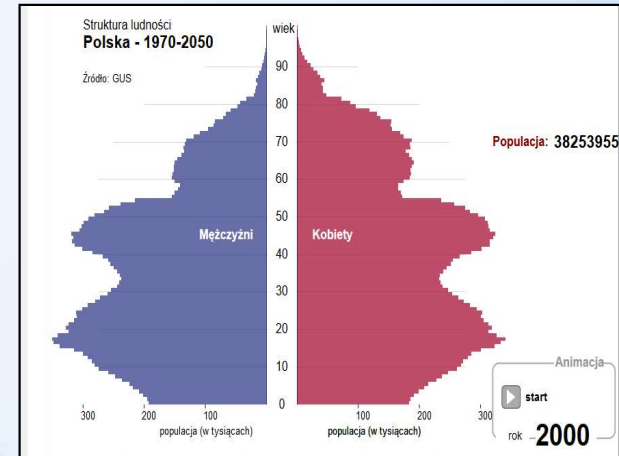 Struktura ludności
Polska - 1970-2050
Źródło: GUS
wiek
90
80
70
60
50
40
30
20
10
0
Mężczyźni
Kobiety
Populacja: 38253955
300
200
100
100
200
300
populacja (w tysiącach)
populacja (w tysiącach)
Animacja
start
rok
2000